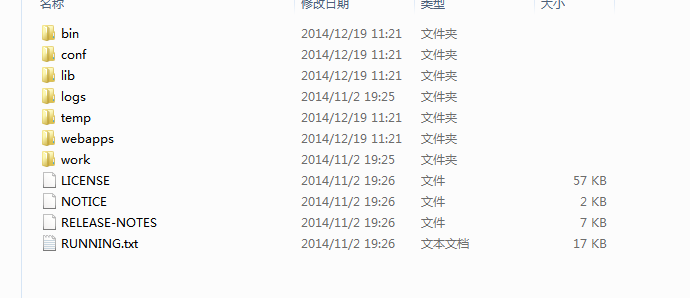 名称 修改日期 类型 大小
bin 2014/12/19 11:21 文件夹
conf 2014/12/19 11:21 文件夹
lib 2014/12/19 11:21 文件夹
logs 2014/11/2 19:25 文件夹
temp 2014/12/19 11:21 文件夹
webapps 2014/12/19 11:21 文件夹
work 2014/11/2 19:25 文件夹
LICENSE 2014/11/2 19:26 文件 57 KB
NOTICE 2014/11/2 19:26 文件 2 KB
RELEASE-NOTES 2014/11/2 19:26 文件 7 KB
RUNNING.txt 2014/11/2 19:26 文本文档 17 KB